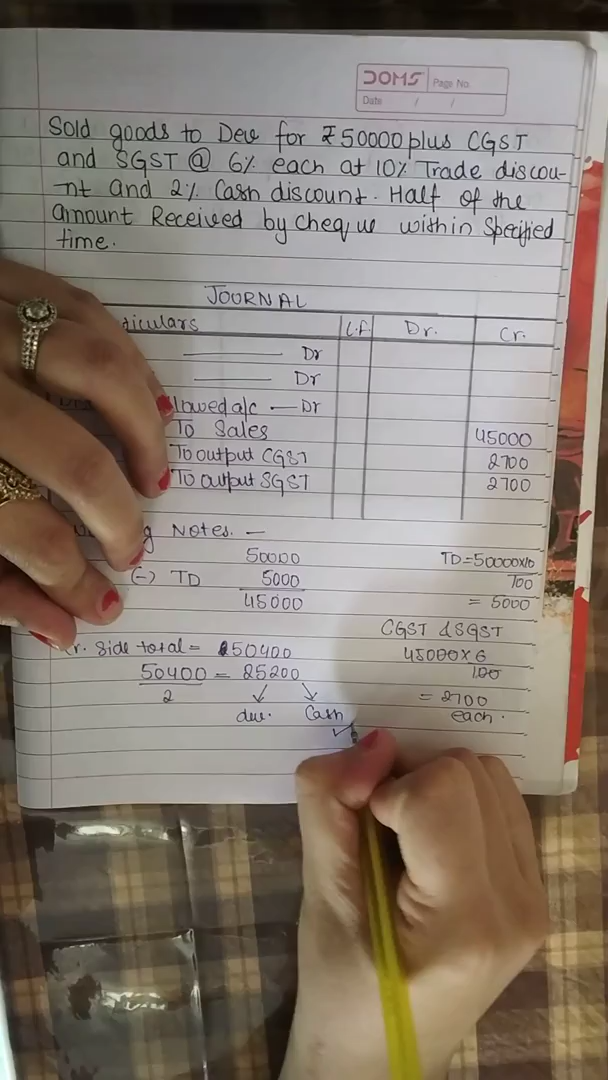 DOMS Page No.
Date / /
Sold goods to Dev for ₹50000 plus CGST
and SGST @ 6% each at 10% Trade discou-
nt and 2% Cash discount. Half of the
amount Received by cheque within Specified
time.
JOURNAL
ticulars L.F. Dr. Cr.
Dr
Dr
lowed a/c — Dr
To Sales 45000
To output CGST 2700
To output SGST 2700
g Notes. —
50000 TD=50000x10
100
(-) TD 5000
45000 = 5000
CGST & SGST
r. Side total = 50400 45000 x 6
100
50400 = 25200
2 = 2700
due. Cash each.